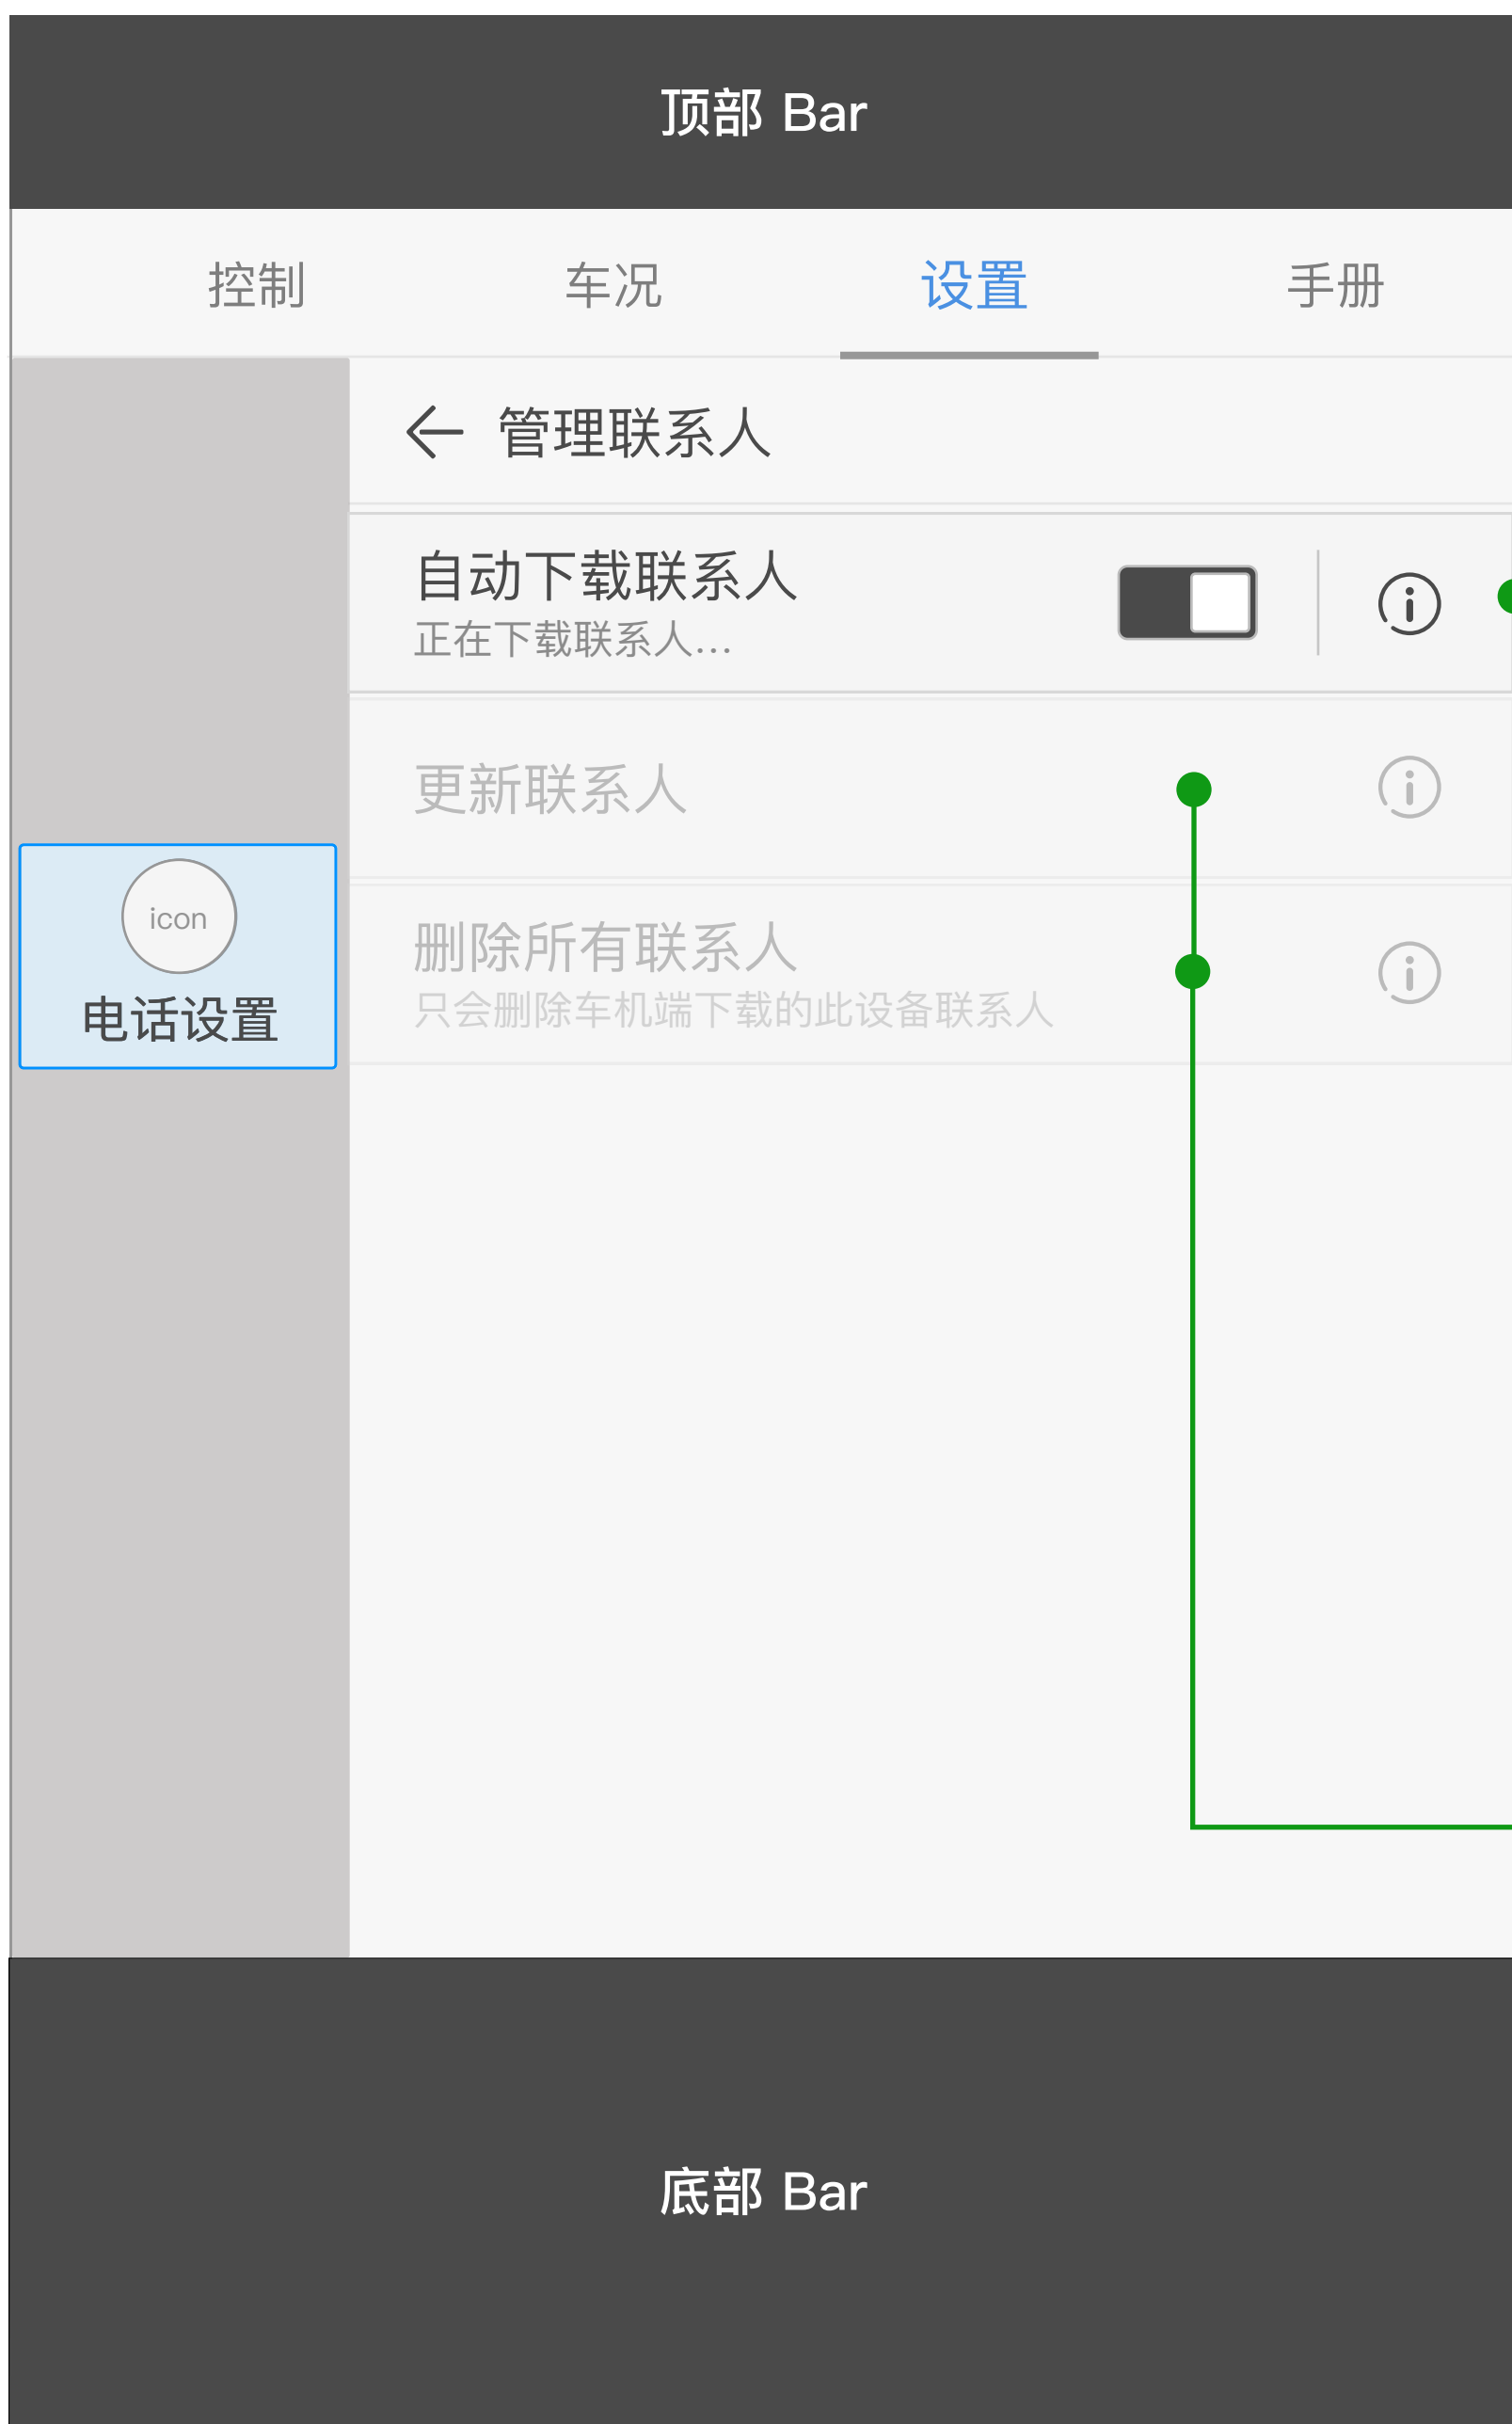 顶部 Bar
控制 车况 设置 手册
管理联系人
自动下载联系人
正在下载联系人...
更新联系人
删除所有联系人
只会删除车机端下载的此设备联系人
icon
电话设置
底部 Bar